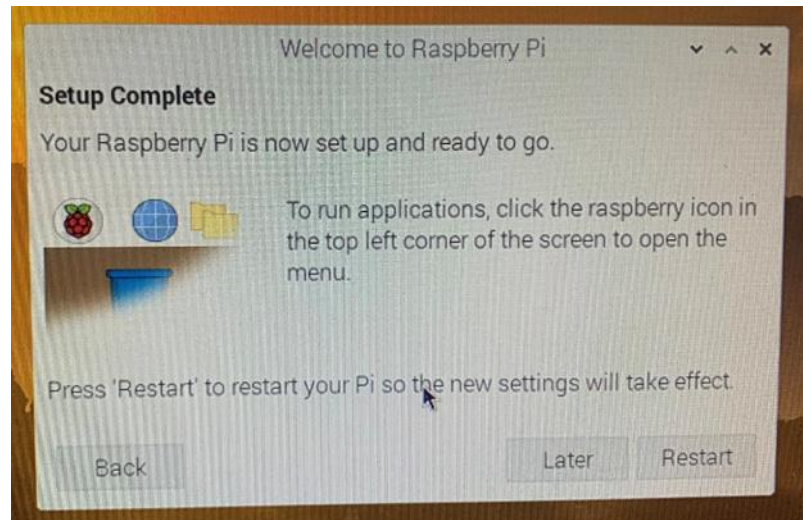 Welcome to Raspberry Pi
Setup Complete
Your Raspberry Pi is now set up and ready to go.
To run applications, click the raspberry icon in
the top left corner of the screen to open the
menu.
Press 'Restart' to restart your Pi so the new settings will take effect.
Back
Later
Restart